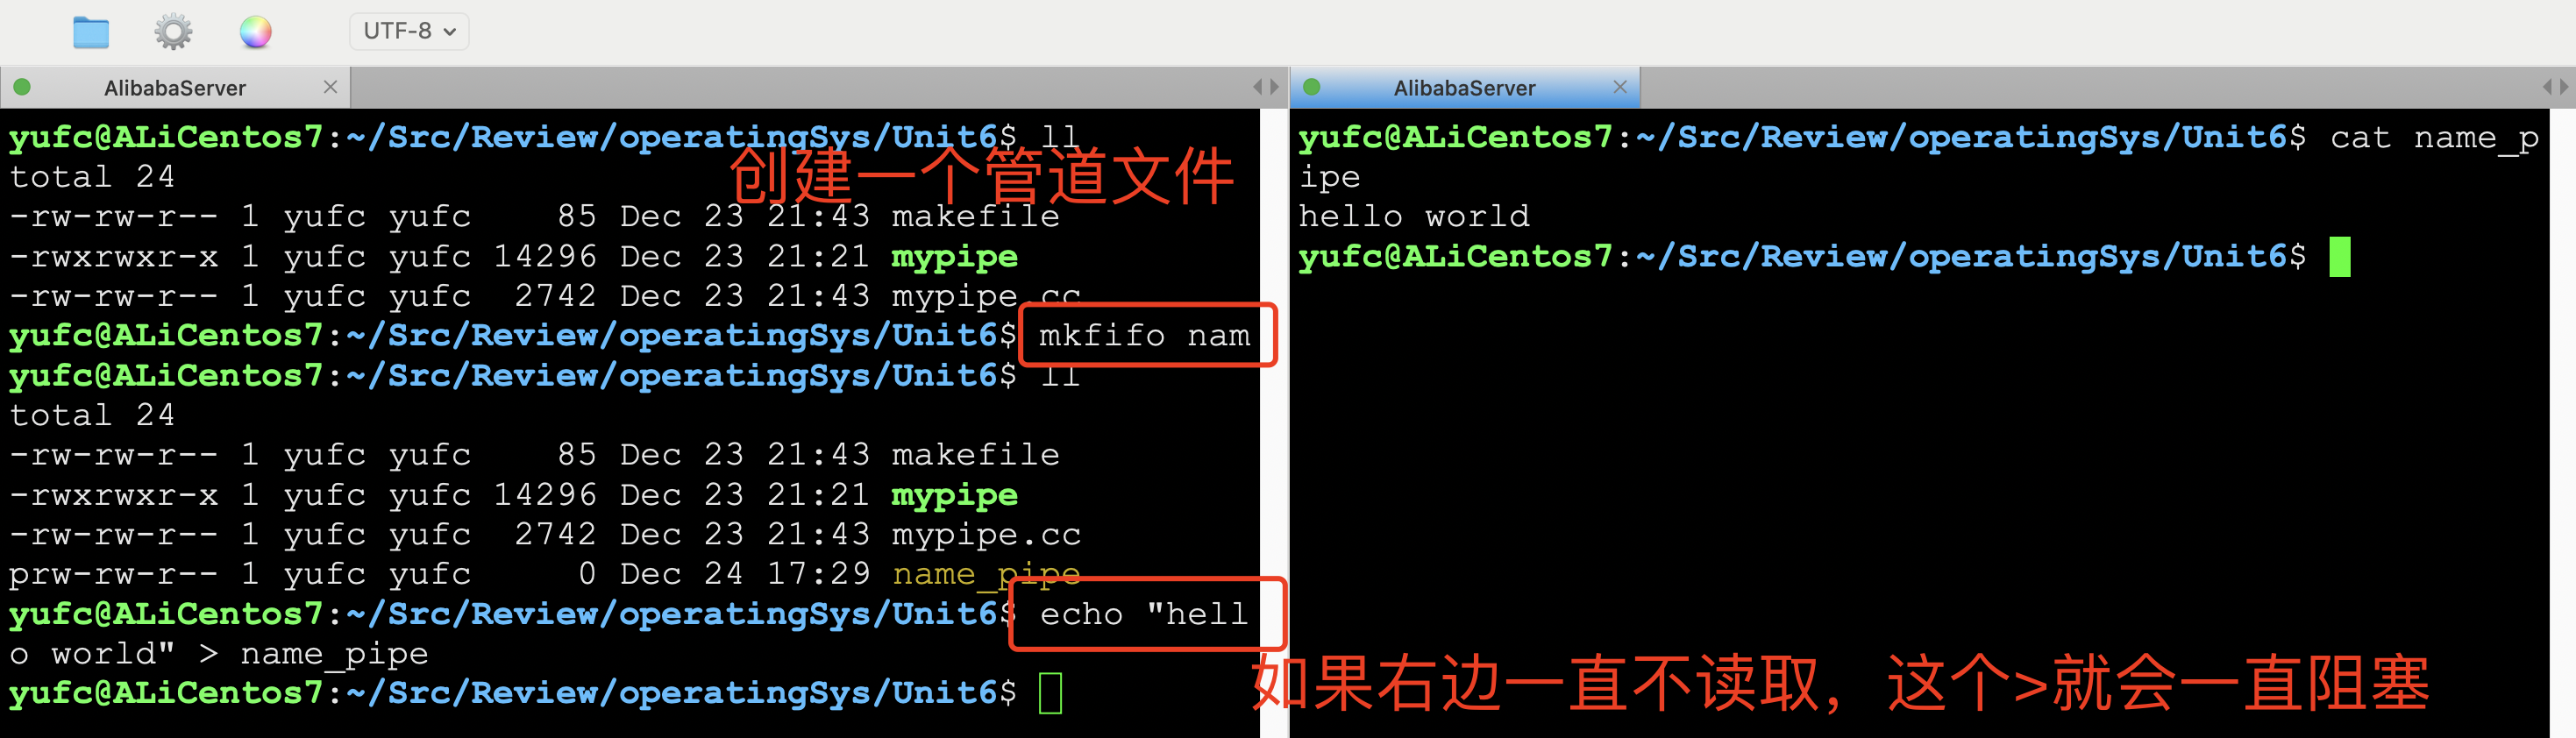 UTF-8
AlibabaServer
yufc@ALiCentos7:~/Src/Review/operatingSys/Unit6$ ll
创建一个管道文件
total 24
-rw-rw-r-- 1 yufc yufc    85 Dec 23 21:43 makefile
-rwxrwxr-x 1 yufc yufc 14296 Dec 23 21:21 mypipe
-rw-rw-r-- 1 yufc yufc  2742 Dec 23 21:43 mypipe.cc
yufc@ALiCentos7:~/Src/Review/operatingSys/Unit6$ mkfifo nam
yufc@ALiCentos7:~/Src/Review/operatingSys/Unit6$ ll
total 24
-rw-rw-r-- 1 yufc yufc    85 Dec 23 21:43 makefile
-rwxrwxr-x 1 yufc yufc 14296 Dec 23 21:21 mypipe
-rw-rw-r-- 1 yufc yufc  2742 Dec 23 21:43 mypipe.cc
prw-rw-r-- 1 yufc yufc     0 Dec 24 17:29 name_pipe
yufc@ALiCentos7:~/Src/Review/operatingSys/Unit6$ echo "hell
o world" > name_pipe
yufc@ALiCentos7:~/Src/Review/operatingSys/Unit6$
AlibabaServer
yufc@ALiCentos7:~/Src/Review/operatingSys/Unit6$ cat name_p
ipe
hello world
yufc@ALiCentos7:~/Src/Review/operatingSys/Unit6$
如果右边一直不读取，这个>就会一直阻塞